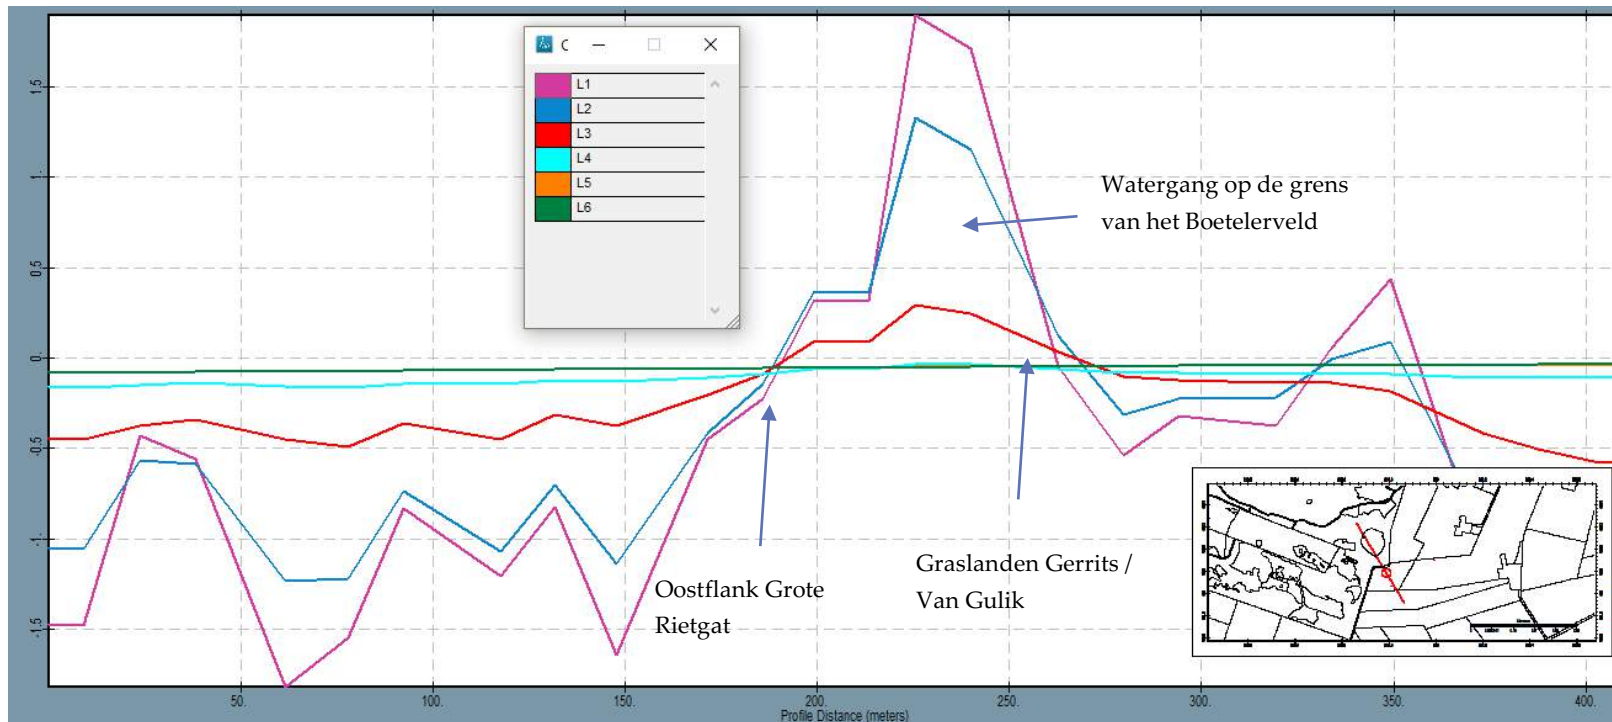 C
L1
L2
L3
L4
L5
L6
1.5
1.
0.5
0.
-0.5
-1.
-1.5
Watergang op de grens
van het Boetelerveld
Oostflank Grote
Rietgat
Graslanden Gerrits /
Van Gulik
50.
100.
150.
200.
250.
300.
350.
400.
Profile Distance (meters)